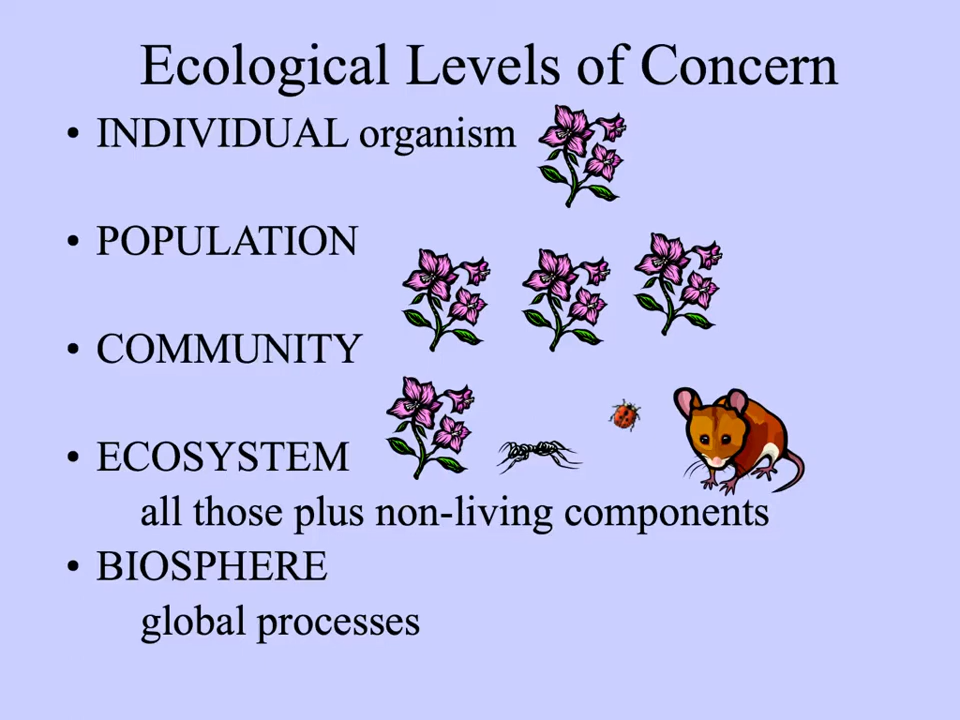 Ecological Levels of Concern
• INDIVIDUAL organism
• POPULATION
• COMMUNITY
• ECOSYSTEM
all those plus non-living components
• BIOSPHERE
global processes